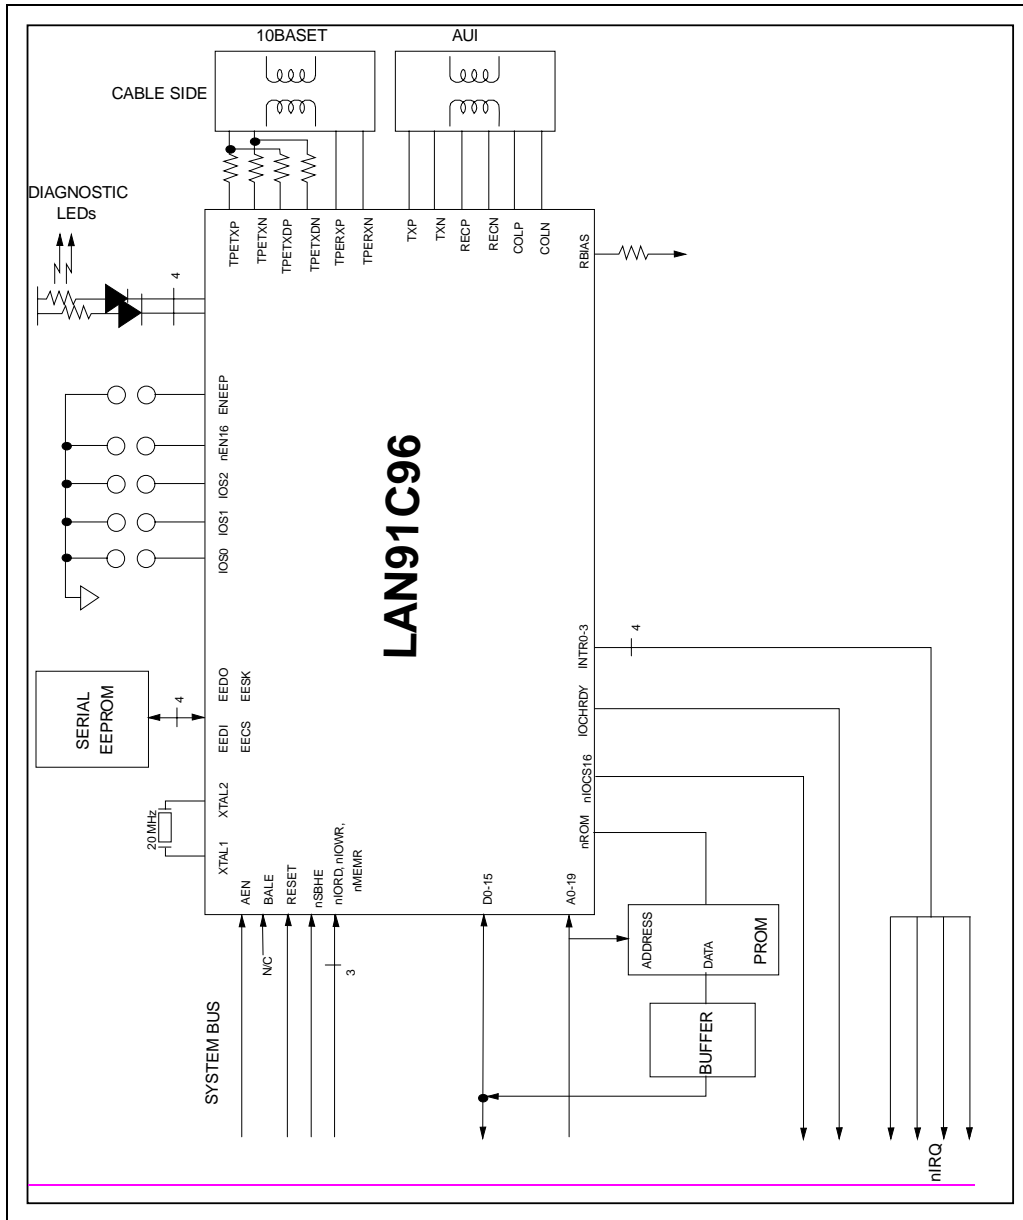 10BASET
AUI
CABLE SIDE
DIAGNOSTIC
LEDs
4
TPETXP
TPETXN
TPETXDP
TPETXDN
TPERXP
TPERXN
TXP
TXN
RECP
RECN
COLP
COLN
RBIAS
ENEEP
nEN16
IOS2
IOS1
IOS0
LAN91C96
SERIAL
EEPROM
4
EEDO
EESK
EEDI
EECS
XTAL2
XTAL1
20 MHz
INTR0-3
4
IOCHRDY
nIOCS16
nROM
AEN
BALE
RESET
nSBHE
nIORD, nIOWR,
nMEMR
D0-15
A0-19
N/C
3
SYSTEM BUS
ADDRESS
DATA
PROM
BUFFER
nIRQ